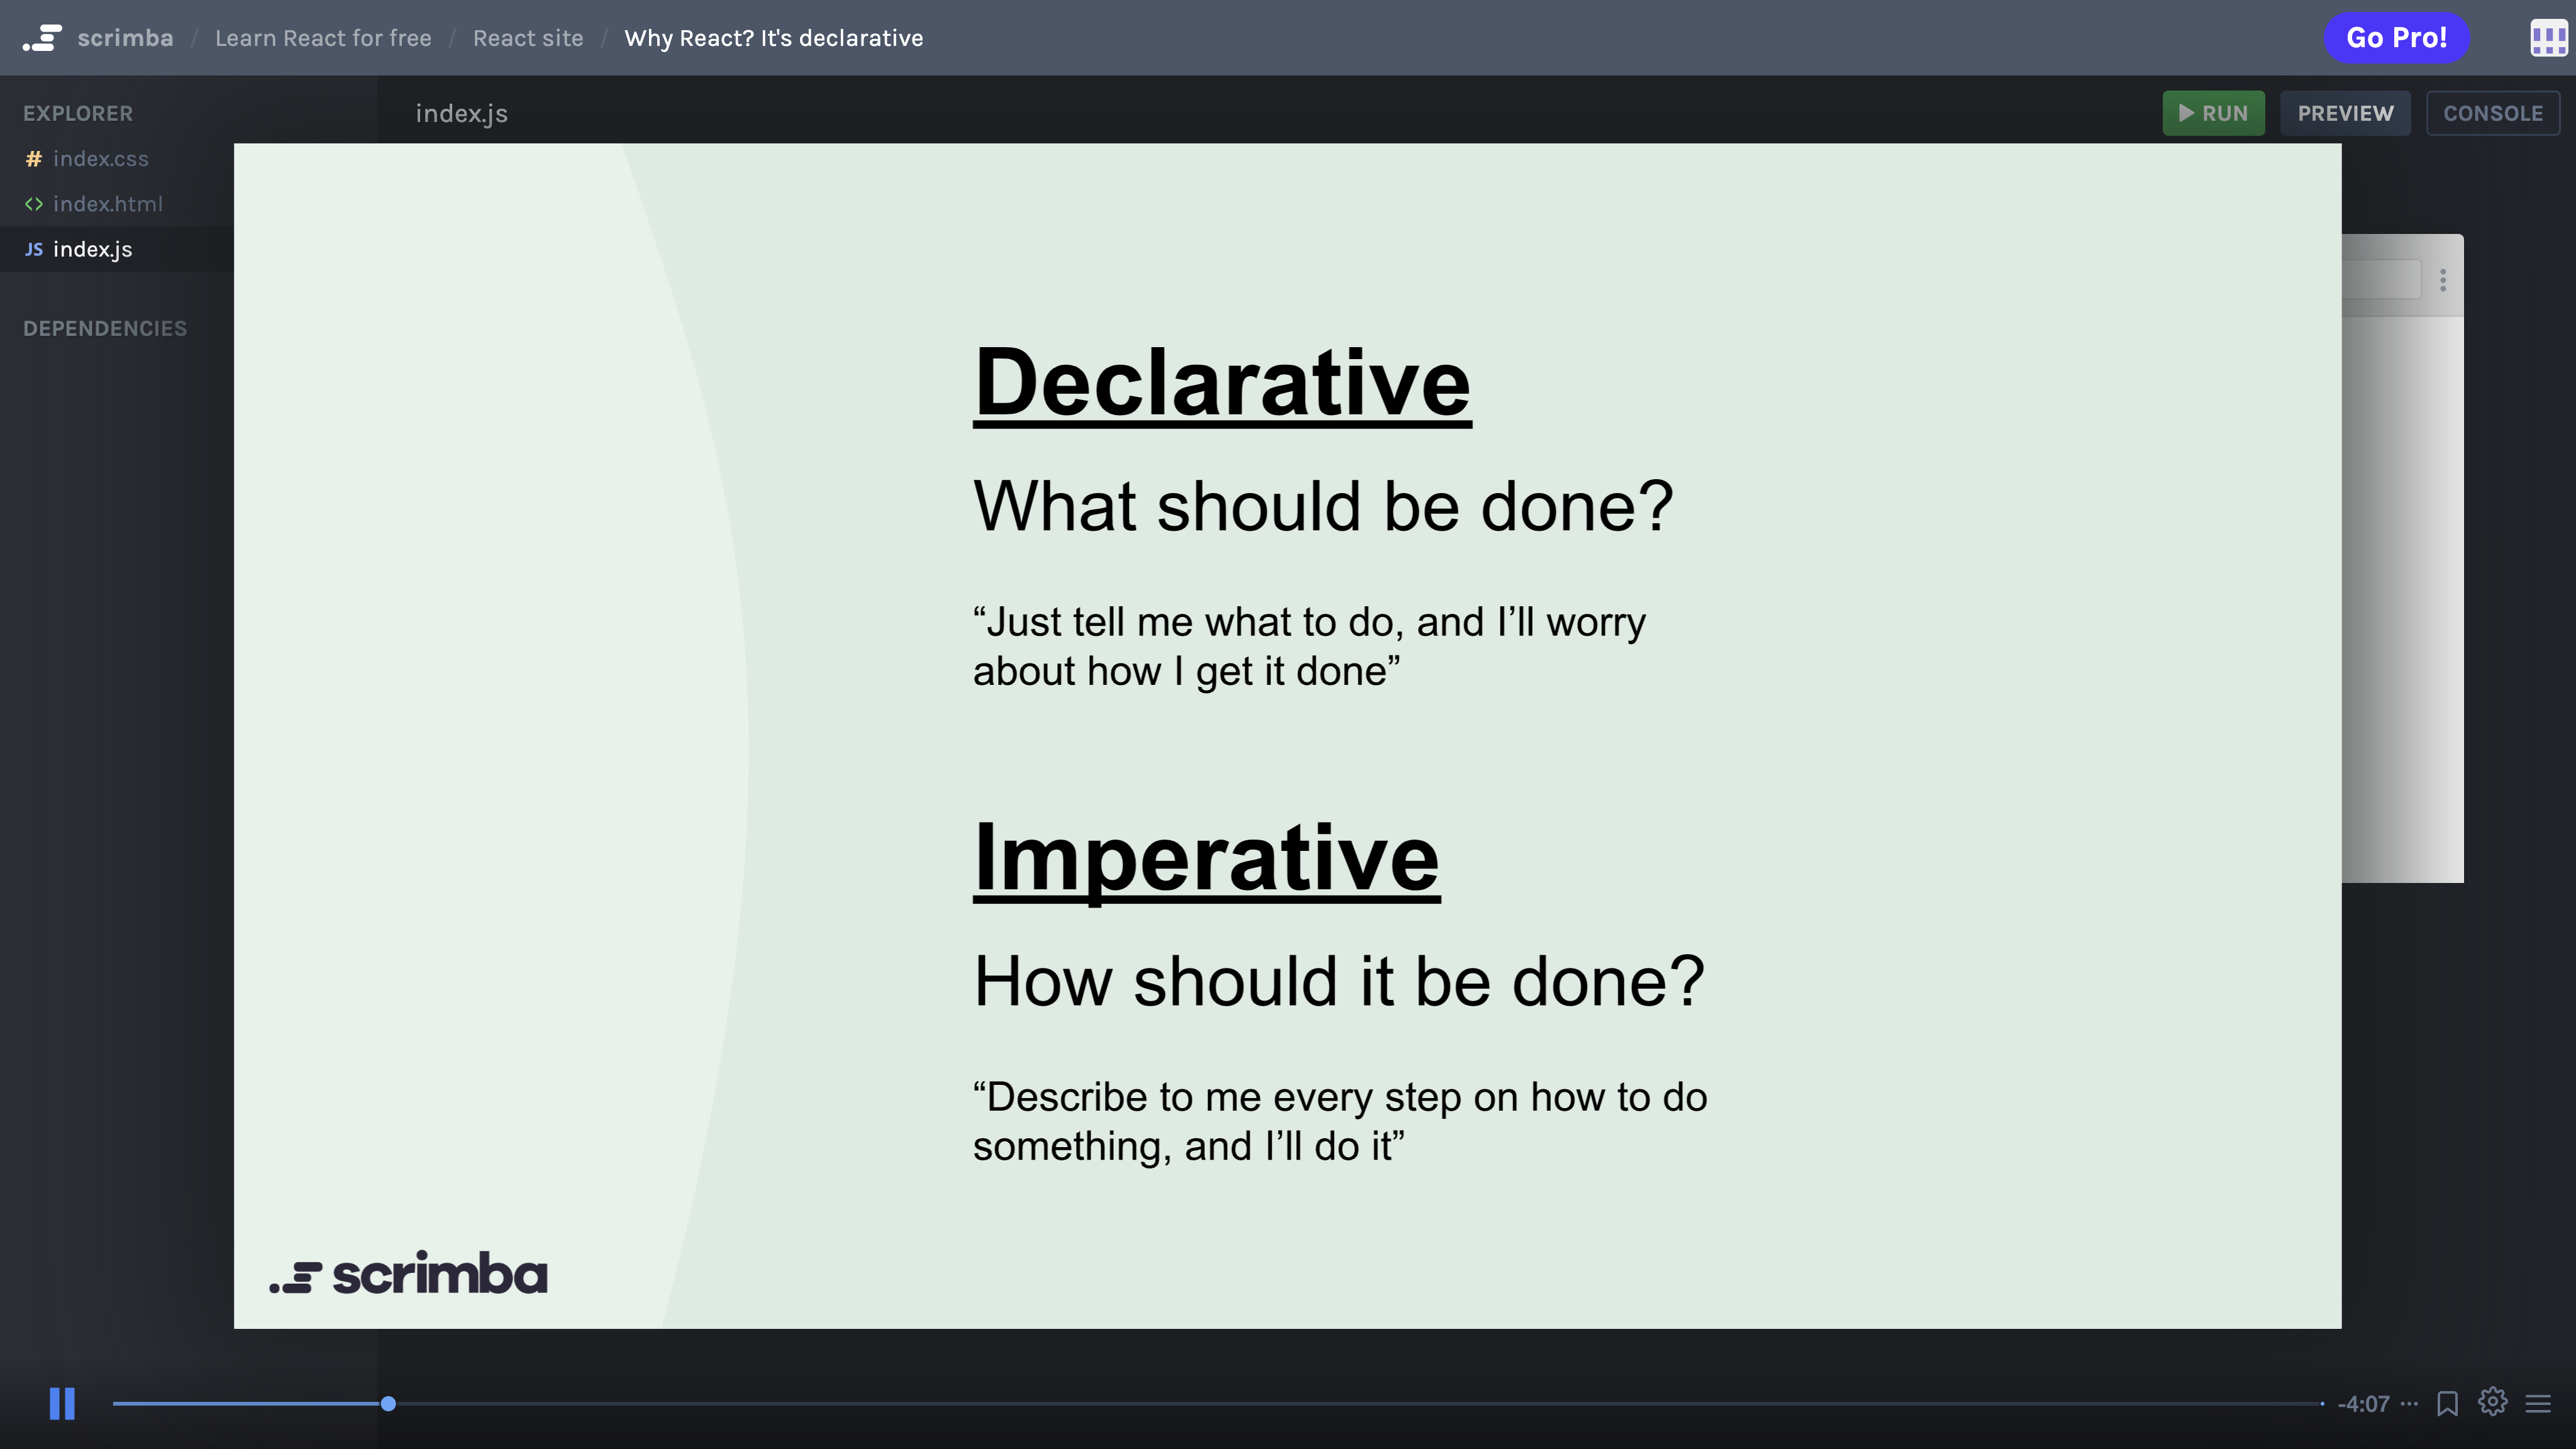 scrimba / Learn React for free / React site / Why React? It's declarative
Go Pro!
EXPLORER
index.js
RUN
PREVIEW
CONSOLE
# index.css
<> index.html
JS index.js
DEPENDENCIES
Declarative
What should be done?
“Just tell me what to do, and I’ll worry
about how I get it done”
Imperative
How should it be done?
“Describe to me every step on how to do
something, and I’ll do it”
scrimba
-4:07